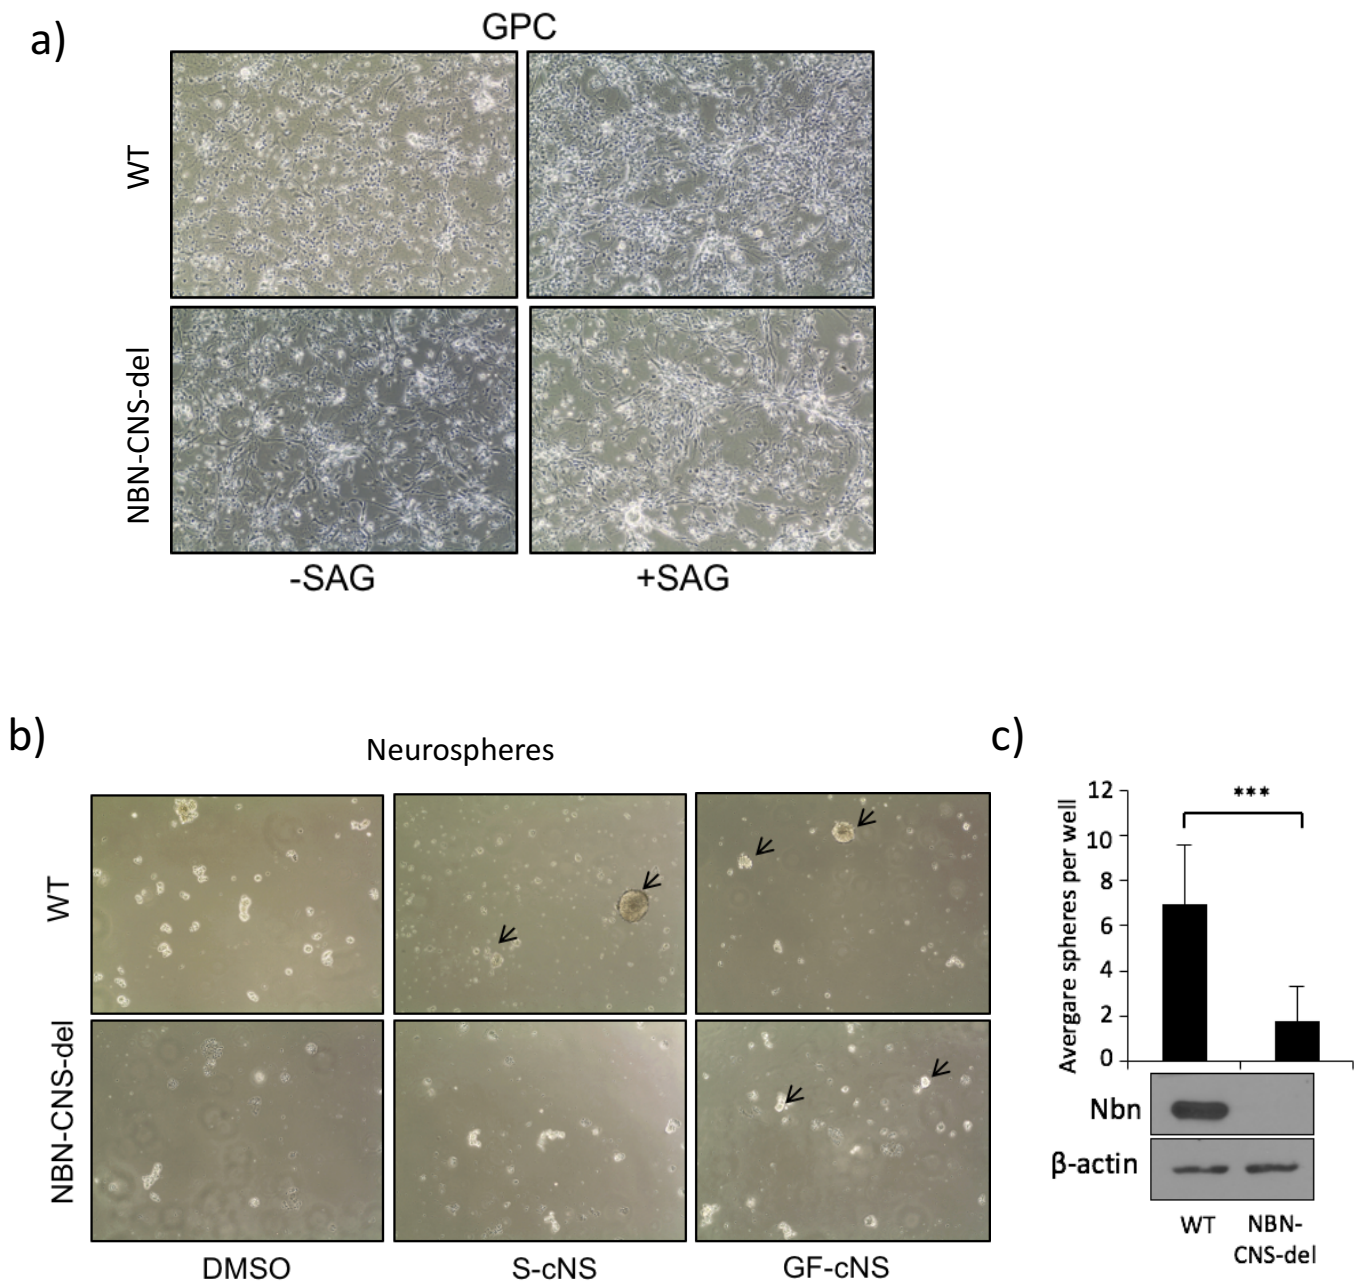 a)
GPC
WT
NBN-CNS-del
-SAG
+SAG
b)
Neurospheres
WT
NBN-CNS-del
DMSO
S-cNS
GF-cNS
c)
Avergare spheres per well
12
10
8
6
4
2
0
***
Nbn
β-actin
WT
NBN-
CNS-del